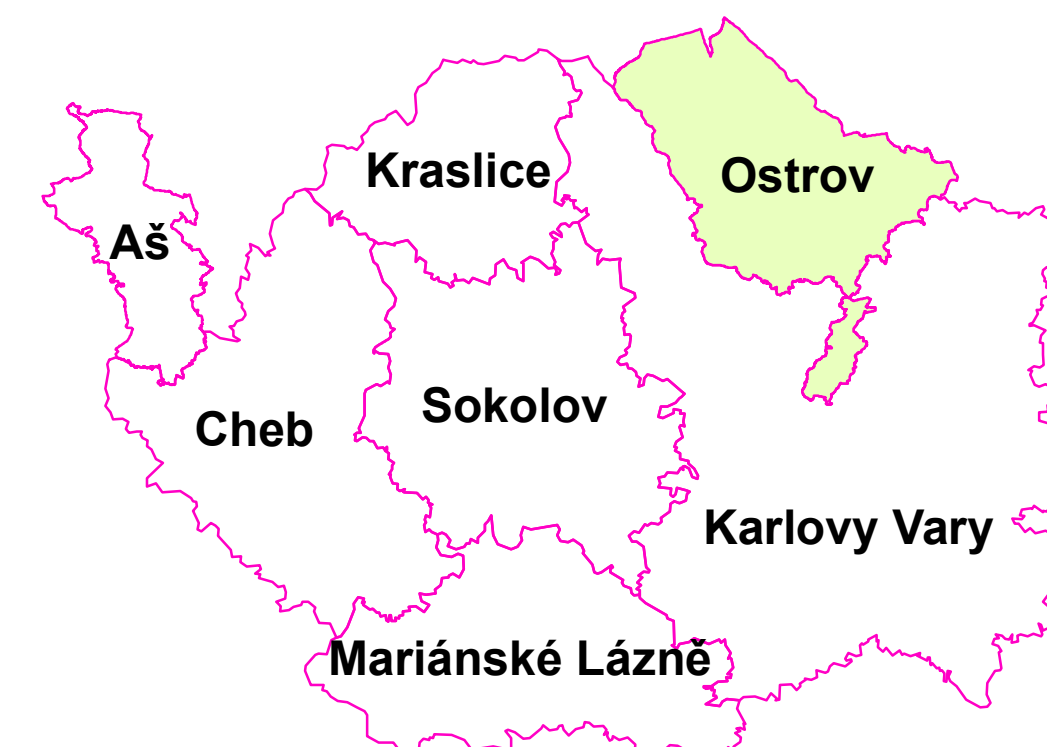 Kraslice
Ostrov
Aš
Sokolov
Cheb
Karlovy Vary
Mariánské Lázně